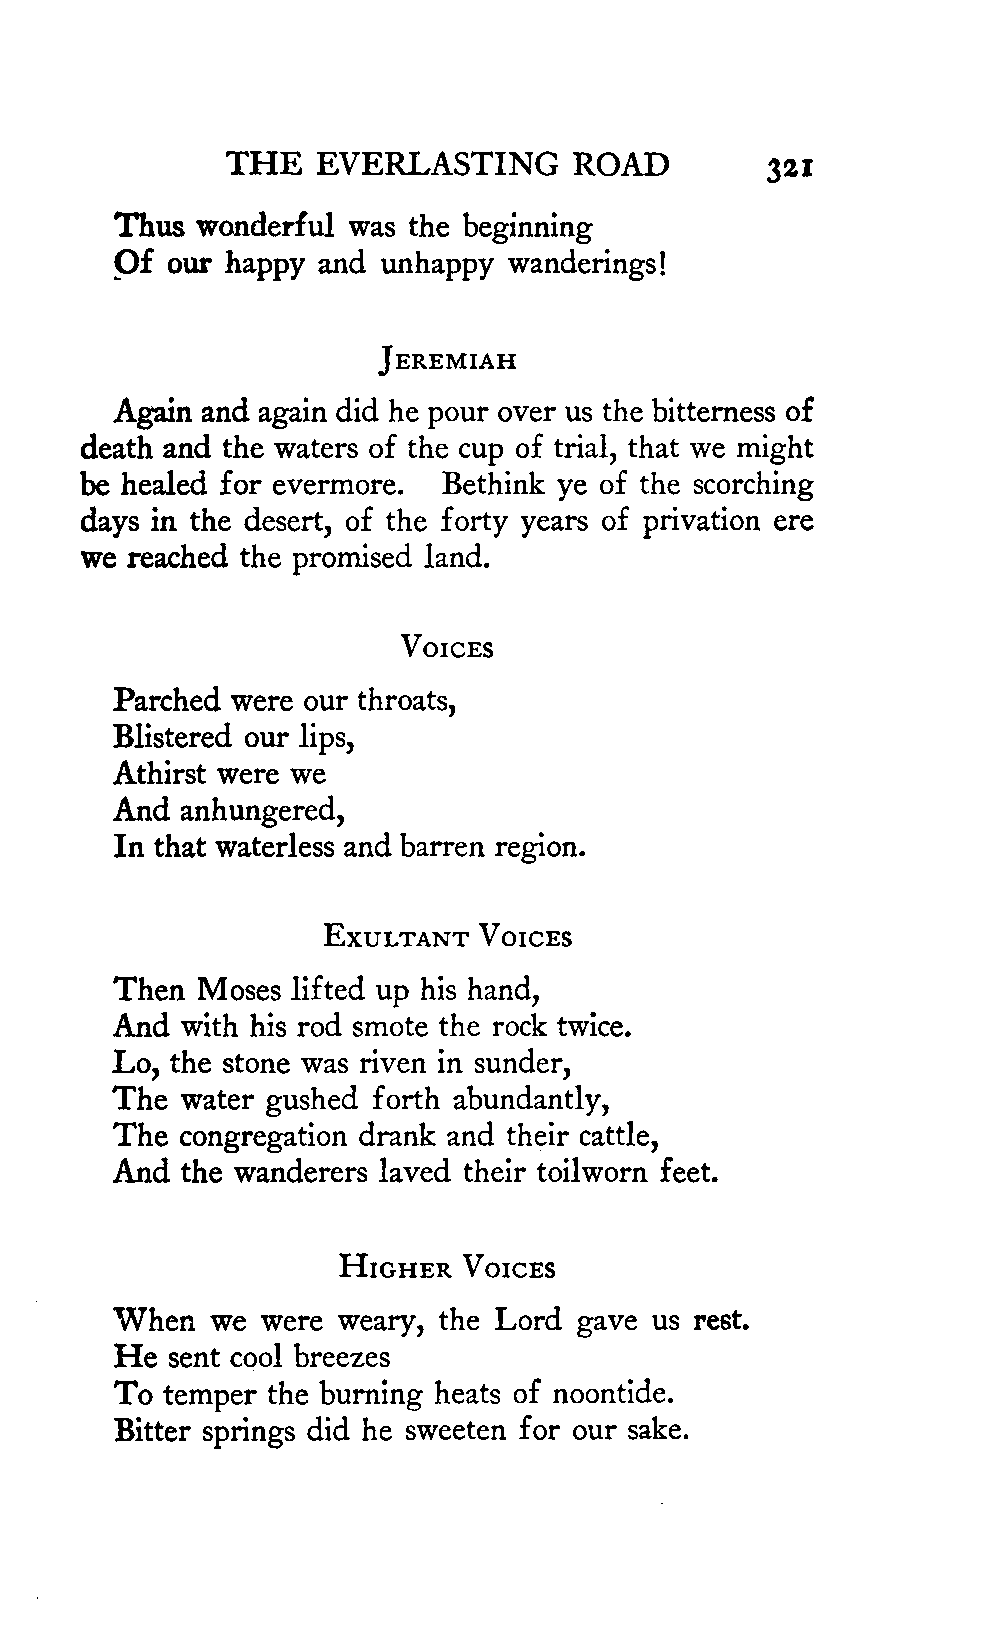 THE EVERLASTING ROAD 321
Thus wonderful was the beginning
Of our happy and unhappy wanderings!
JEREMIAH
Again and again did he pour over us the bitterness of
death and the waters of the cup of trial, that we might
be healed for evermore. Bethink ye of the scorching
days in the desert, of the forty years of privation ere
we reached the promised land.
VOICES
Parched were our throats,
Blistered our lips,
Athirst were we
And anhungered,
In that waterless and barren region.
EXULTANT VOICES
Then Moses lifted up his hand,
And with his rod smote the rock twice.
Lo, the stone was riven in sunder,
The water gushed forth abundantly,
The congregation drank and their cattle,
And the wanderers laved their toilworn feet.
HIGHER VOICES
When we were weary, the Lord gave us rest.
He sent cool breezes
To temper the burning heats of noontide.
Bitter springs did he sweeten for our sake.